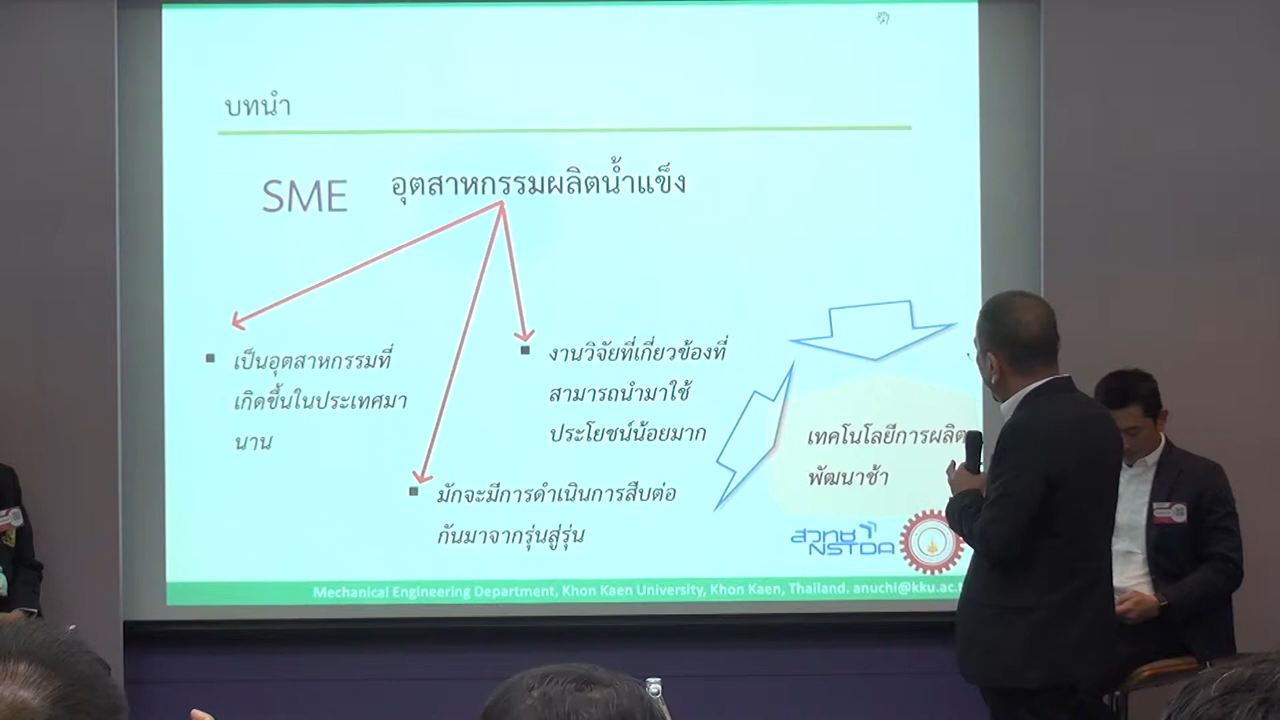 บทนำ
SME อุตสาหกรรมผลิตน้ำแข็ง
เป็นอุตสาหกรรมที่
เกิดขึ้นในประเทศมา
นาน
งานวิจัยที่เกี่ยวข้องที่
สามารถนำมาใช้
ประโยชน์น้อยมาก
มักจะมีการดำเนินการสืบต่อ
กันมาจากรุ่นสู่รุ่น
เทคโนโลยีการผลิต
พัฒนาช้า
สวทช
NSTDA
Mechanical Engineering Department, Khon Kaen University, Khon Kaen, Thailand. anuchi@kku.ac.